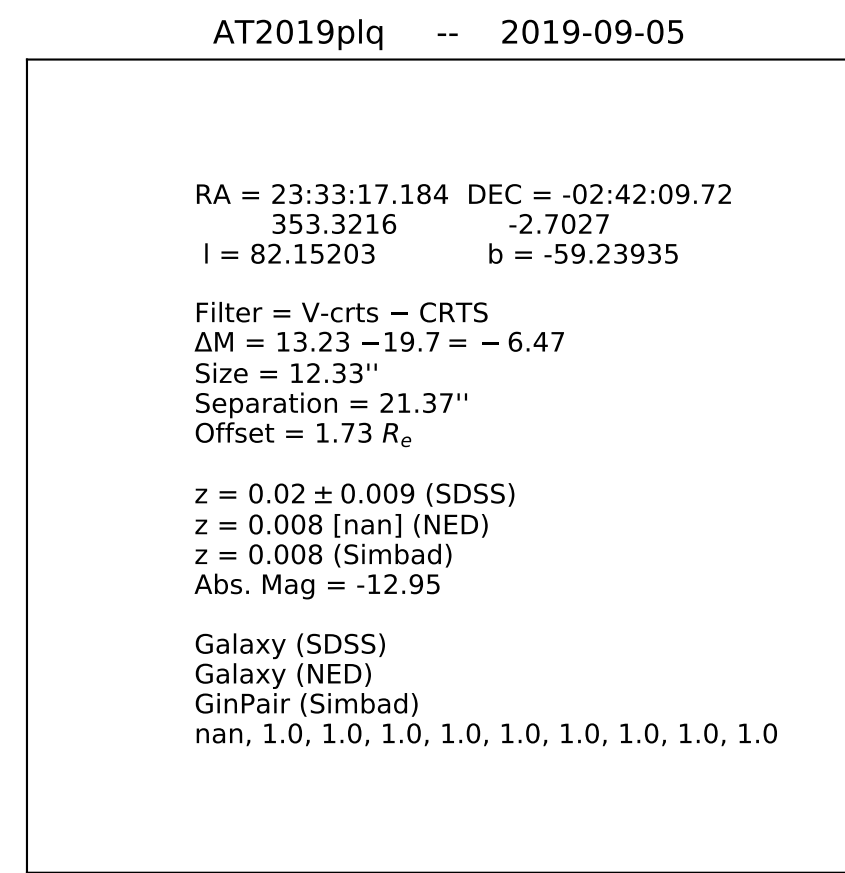 AT2019plq -- 2019-09-05
RA = 23:33:17.184 DEC = -02:42:09.72
353.3216 -2.7027
l = 82.15203 b = -59.23935
Filter = V-crts − CRTS
ΔM = 13.23 −19.7 = − 6.47
Size = 12.33''
Separation = 21.37''
Offset = 1.73 Re
z = 0.02 ± 0.009 (SDSS)
z = 0.008 [nan] (NED)
z = 0.008 (Simbad)
Abs. Mag = -12.95
Galaxy (SDSS)
Galaxy (NED)
GinPair (Simbad)
nan, 1.0, 1.0, 1.0, 1.0, 1.0, 1.0, 1.0, 1.0, 1.0